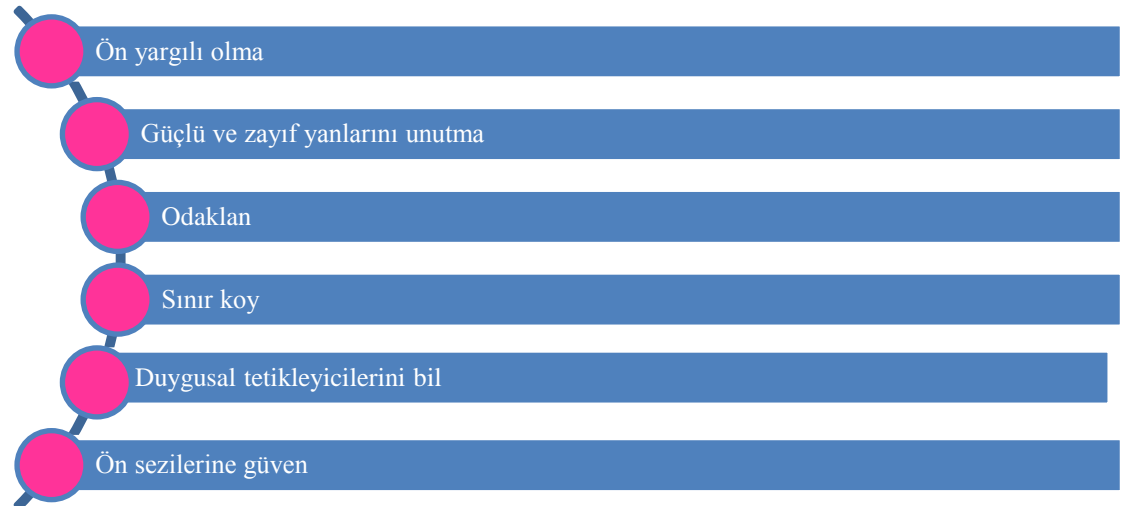 Ön yargılı olma
Güçlü ve zayıf yanlarını unutma
Odaklan
Sınır koy
Duygusal tetikleyicilerini bil
Ön sezilerine güven